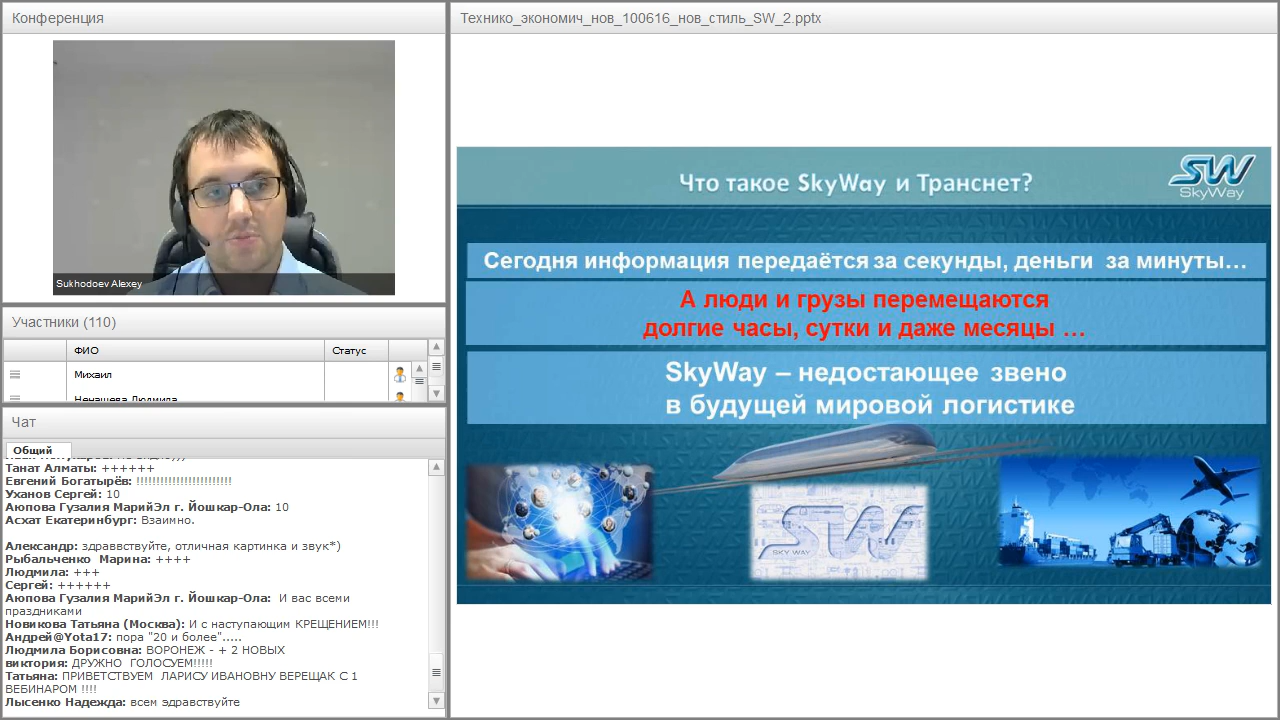 Конференция
Sukhodoev Alexey
Участники (110)
ФИО
Статус
Михаил
Ненашева Людмила
Чат
Общий
Танат Алматы: ++++++
Евгений Богатырёв: !!!!!!!!!!!!!!!!!!!!!!!!
Уханов Сергей: 10
Аюпова Гузалия МарийЭл г. Йошкар-Ола: 10
Асхат Екатеринбург: Взаимно.
Александр: здраввствуйте, отличная картинка и звук*)
Рыбальченко Марина: ++++
Людмила: +++
Сергей: ++++++
Аюпова Гузалия МарийЭл г. Йошкар-Ола: И вас всеми
праздниками
Новикова Татьяна (Москва): И с наступающим КРЕЩЕНИЕМ!!!
Андрей@Yota17: пора "20 и более".....
Людмила Борисовна: ВОРОНЕЖ - + 2 НОВЫХ
виктория: ДРУЖНО ГОЛОСУЕМ!!!!!
Татьяна: ПРИВЕТСТВУЕМ ЛАРИСУ ИВАНОВНУ ВЕРЕЩАК С 1
ВЕБИНАРОМ !!!!
Лысенко Надежда: всем здравствуйте
Технико_экономич_нов_100616_нов_стиль_SW_2.pptx
Что такое SkyWay и Транснет?
SW
SkyWay
Сегодня информация передаётся за секунды, деньги за минуты...
А люди и грузы перемещаются
долгие часы, сутки и даже месяцы ...
SkyWay – недостающее звено
в будущей мировой логистике
SW
SKY WAY